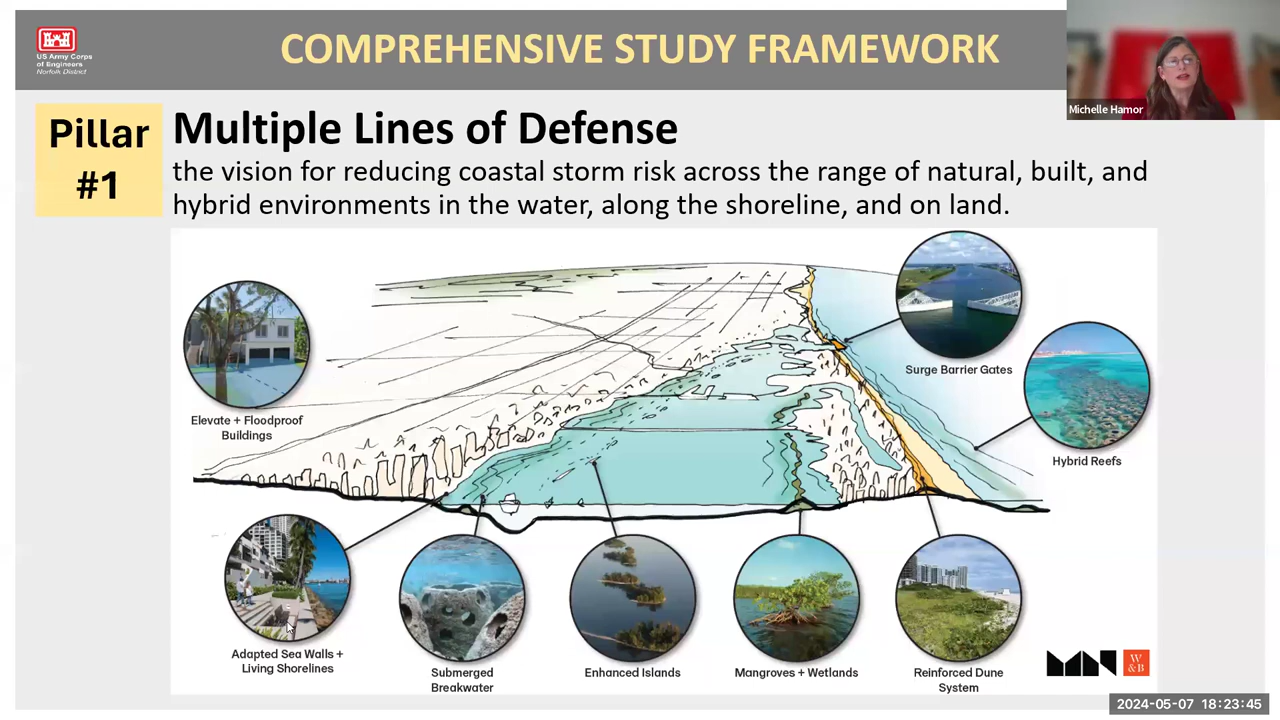 US Army Corps
of Engineers
Norfolk District
COMPREHENSIVE STUDY FRAMEWORK
Michelle Hamor
Pillar
#1
Multiple Lines of Defense
the vision for reducing coastal storm risk across the range of natural, built, and
hybrid environments in the water, along the shoreline, and on land.
Elevate + Floodproof
Buildings
Surge Barrier Gates
Hybrid Reefs
Adapted Sea Walls +
Living Shorelines
Submerged
Breakwater
Enhanced Islands
Mangroves + Wetlands
Reinforced Dune
System
W
&B
2024-05-07 18:23:45